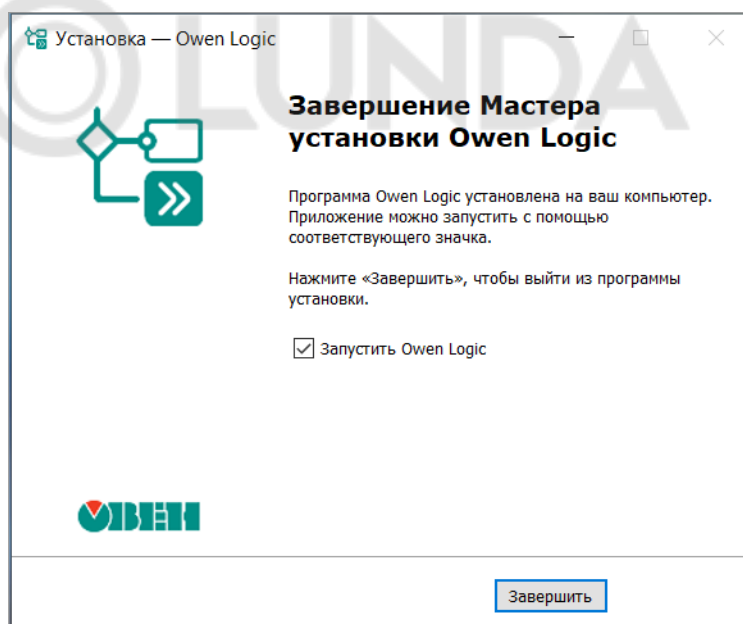 LUNDA
Установка — Owen Logic
Завершение Мастера
установки Owen Logic
Программа Owen Logic установлена на ваш компьютер.
Приложение можно запустить с помощью
соответствующего значка.
Нажмите «Завершить», чтобы выйти из программы
установки.
Запустить Owen Logic
ОВЕН
Завершить